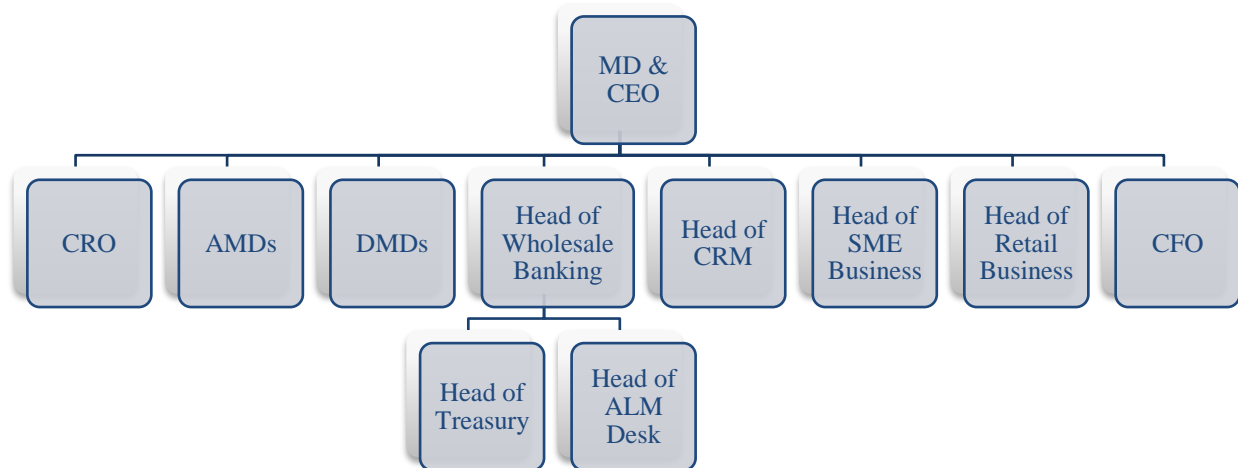 MD &
CEO
CRO
AMDs
DMDs
Head of
Wholesale
Banking
Head of
CRM
Head of
SME
Business
Head of
Retail
Business
CFO
Head of
Treasury
Head of
ALM
Desk